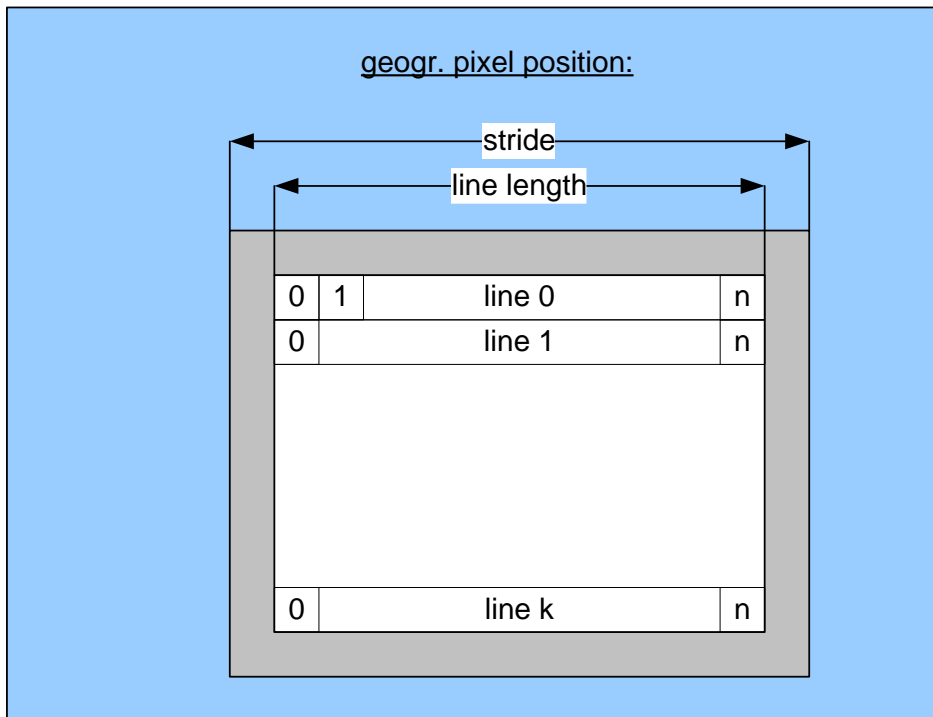 geogr. pixel position:
stride
line length
0 1 line 0 n
0 line 1 n
0 line k n